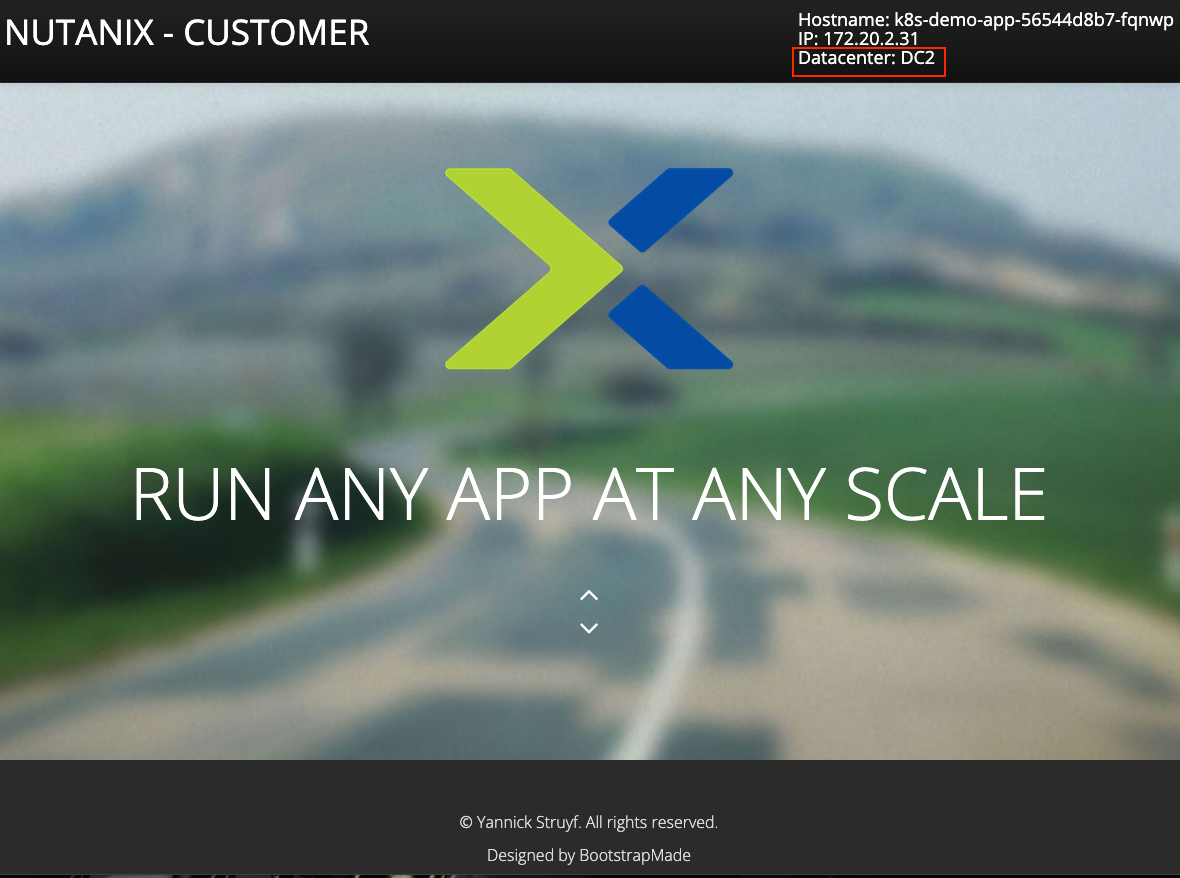 NUTANIX - CUSTOMER
Hostname: k8s-demo-app-56544d8b7-fqnwp
IP: 172.20.2.31
Datacenter: DC2
RUN ANY APP AT ANY SCALE
© Yannick Struyf. All rights reserved.
Designed by BootstrapMade